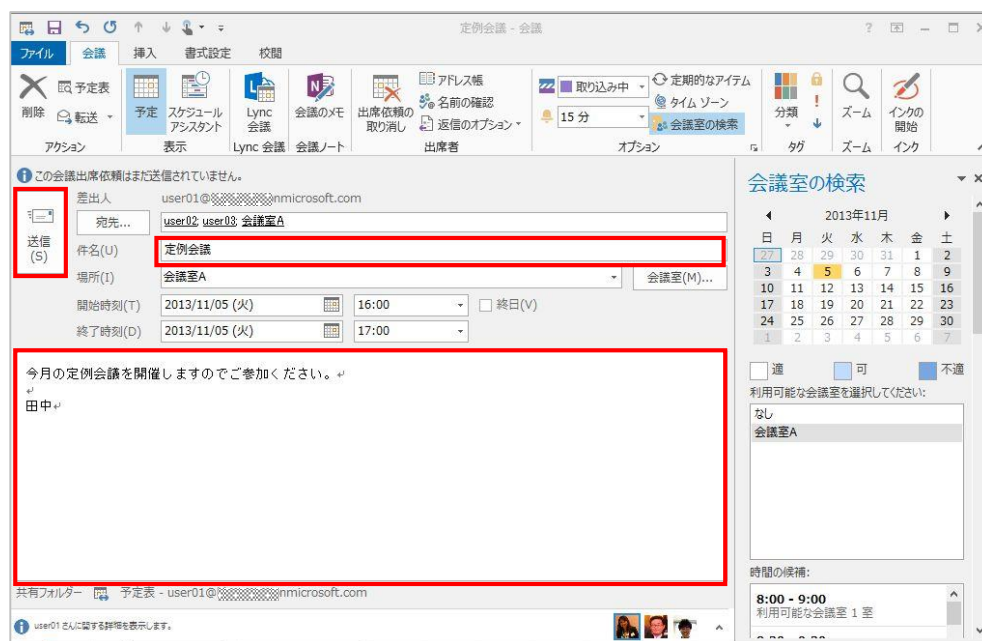 定例会議 - 会議
ファイル 会議 挿入 書式設定 校閲
削除 予定表 転送 予定 スケジュール アシスタント Lync 会議 会議のメモ 出席依頼の 取り消し アドレス帳 名前の確認 返信のオプション 取り込み中 15 分 定期的なアイテム タイム ゾーン 会議室の検索 分類 ズーム インクの 開始
アクション 表示 Lync 会議 会議ノート 出席者 オプション タグ ズーム インク
この会議出席依頼はまだ送信されていません。
送信
(S)
差出人 user01@ nmicrosoft.com
宛先... user02; user03; 会議室A
件名(U) 定例会議
場所(I) 会議室A 会議室(M)...
開始時刻(T) 2013/11/05 (火) 16:00 終日(V)
終了時刻(D) 2013/11/05 (火) 17:00
今月の定例会議を開催しますのでご参加ください。
田中
共有フォルダー 予定表 - user01@ nmicrosoft.com
user01 さんに関する詳細を表示します。
会議室の検索
2013年11月
日 月 火 水 木 金 土
27 28 29 30 31 1 2
3 4 5 6 7 8 9
10 11 12 13 14 15 16
17 18 19 20 21 22 23
24 25 26 27 28 29 30
1 2 3 4 5 6 7
適 可 不適
利用可能な会議室を選択してください:
なし
会議室A
時間の候補:
8:00 - 9:00
利用可能な会議室 1 室